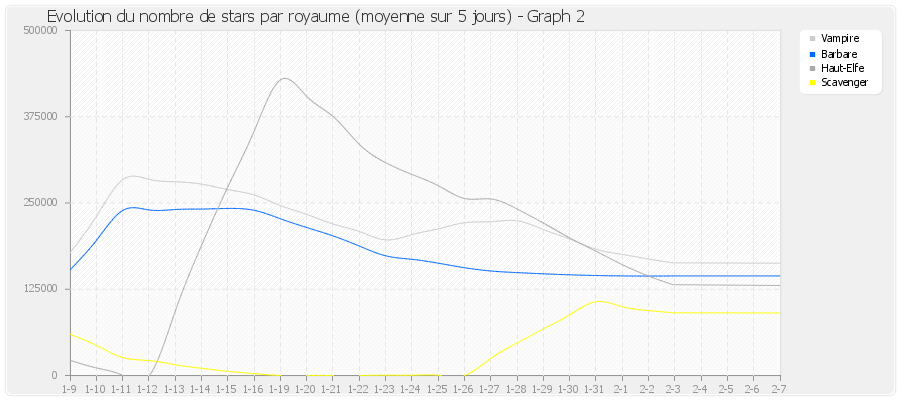 Evolution du nombre de stars par royaume (moyenne sur 5 jours) - Graph 2
500000
375000
250000
125000
0
1-9 1-10 1-11 1-12 1-13 1-14 1-15 1-16 1-19 1-20 1-21 1-22 1-23 1-24 1-25 1-26 1-27 1-28 1-29 1-30 1-31 2-1 2-2 2-3 2-4 2-5 2-6 2-7
Vampire
Barbare
Haut-Elfe
Scavenger